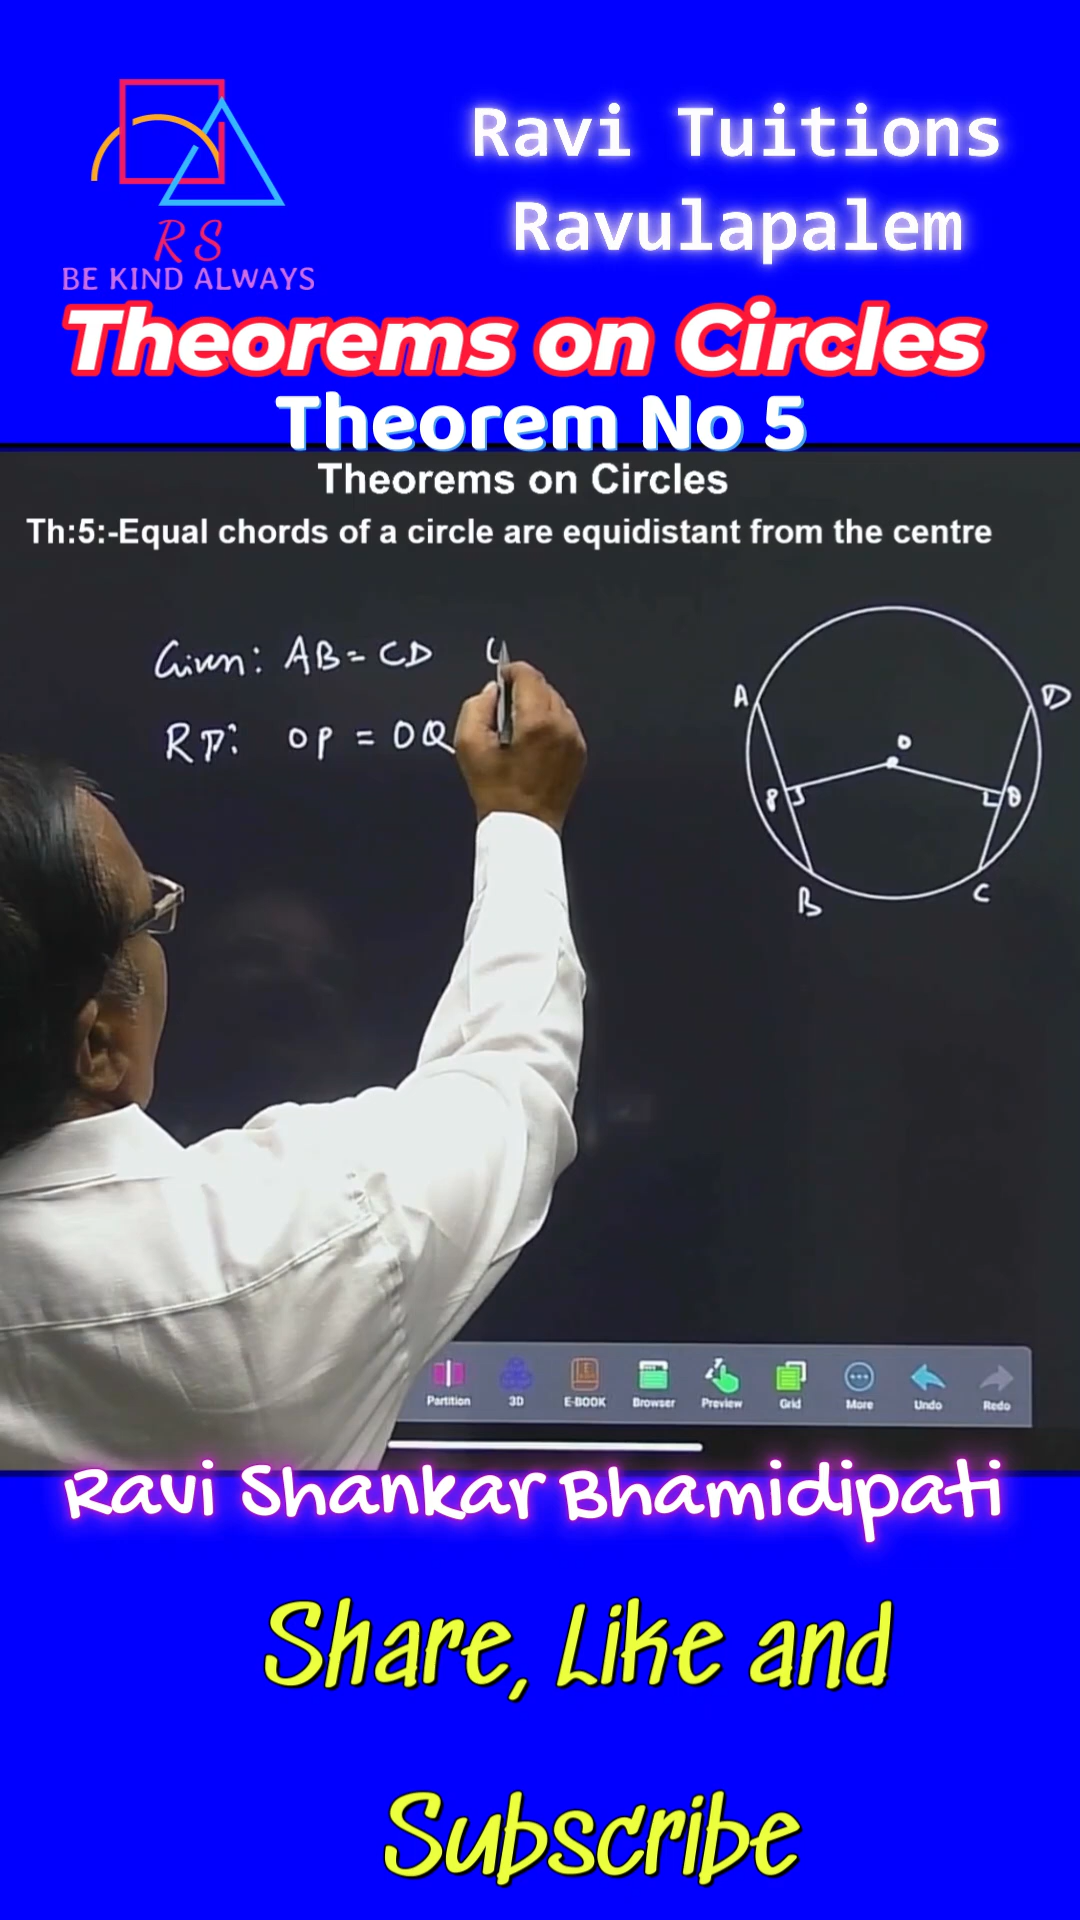 RS
BE KIND ALWAYS
Ravi Tuitions
Ravulapalem
Theorems on Circles
Theorem No 5
Theorems on Circles
Th:5:-Equal chords of a circle are equidistant from the centre
Given: AB = CD
RP: OP = OQ
A
D
O
P
Q
B
C
Partition
3D
E-BOOK
Browser
Preview
Grid
More
Undo
Redo
Ravi Shankar Bhamidipati
Share, Like and
Subscribe